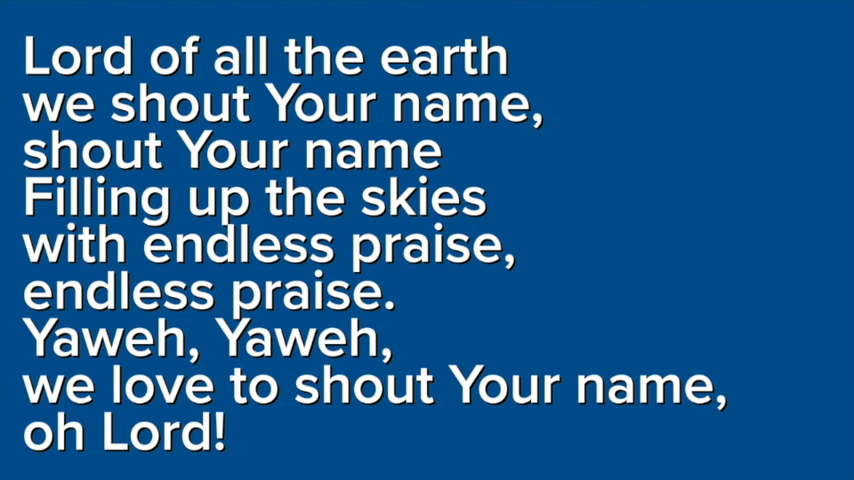 Lord of all the earth
we shout Your name,
shout Your name
Filling up the skies
with endless praise,
endless praise.
Yaweh, Yaweh,
we love to shout Your name,
oh Lord!